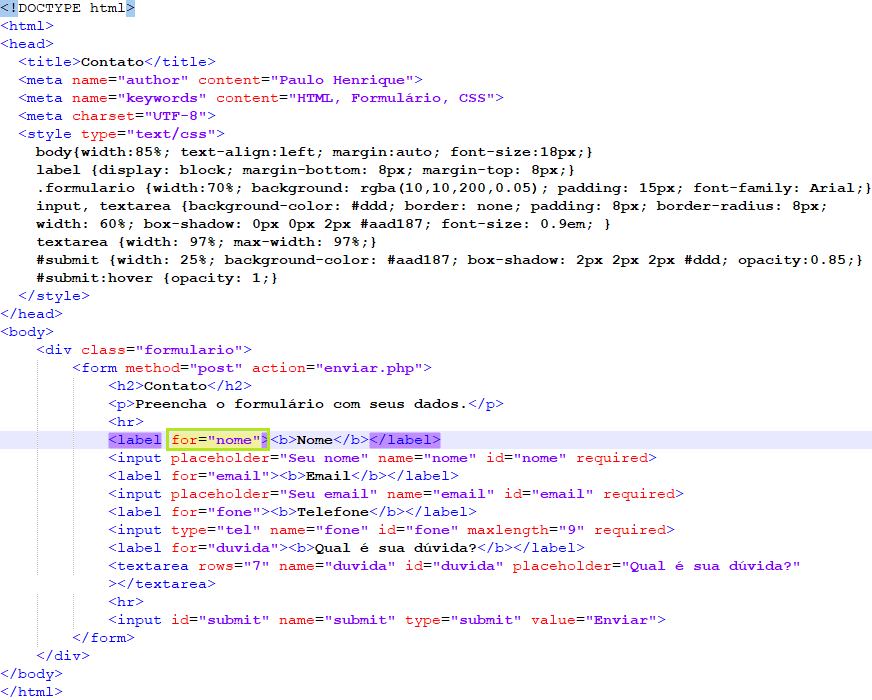 <!DOCTYPE html>
<html>
<head>
  <title>Contato</title>
  <meta name="author" content="Paulo Henrique">
  <meta name="keywords" content="HTML, Formulário, CSS">
  <meta charset="UTF-8">
  <style type="text/css">
    body{width:85%; text-align:left; margin:auto; font-size:18px;}
    label {display: block; margin-bottom: 8px; margin-top: 8px;}
    .formulario {width:70%; background: rgba(10,10,200,0.05); padding: 15px; font-family: Arial;}
    input, textarea {background-color: #ddd; border: none; padding: 8px; border-radius: 8px;
    width: 60%; box-shadow: 0px 0px 2px #aad187; font-size: 0.9em; }
    textarea {width: 97%; max-width: 97%;}
    #submit {width: 25%; background-color: #aad187; box-shadow: 2px 2px 2px #ddd; opacity:0.85;}
    #submit:hover {opacity: 1;}
  </style>
</head>
<body>
    <div class="formulario">
        <form method="post" action="enviar.php">
            <h2>Contato</h2>
            <p>Preencha o formulário com seus dados.</p>
            <hr>
            <label for="nome"><b>Nome</b></label>
            <input placeholder="Seu nome" name="nome" id="nome" required>
            <label for="email"><b>Email</b></label>
            <input placeholder="Seu email" name="email" id="email" required>
            <label for="fone"><b>Telefone</b></label>
            <input type="tel" name="fone" id="fone" maxlength="9" required>
            <label for="duvida"><b>Qual é sua dúvida?</b></label>
            <textarea rows="7" name="duvida" id="duvida" placeholder="Qual é sua dúvida?"
            ></textarea>
            <hr>
            <input id="submit" name="submit" type="submit" value="Enviar">
        </form>
    </div>
</body>
</html>